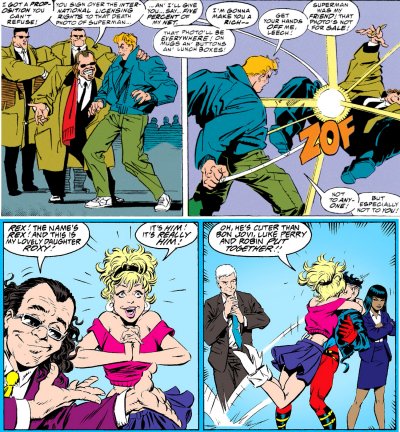 I GOT A PROP-
OSITION YOU
CAN'T
REFUSE!
YOU SIGN OVER THE INTER-
NATIONAL LICENSING
RIGHTS TO THAT DEATH
PHOTO OF SUPERMAN...
...AN' I'LL GIVE
YOU... SAY... FIVE
PERCENT OF
MY NET.
THAT PHOTO'LL BE
EVERYWHERE! ON
MUGS AN' BUTTONS
AN' LUNCH BOXES!
I'M GONNA
MAKE YOU A
RICH--
GET
YOUR HANDS
OFF ME,
LEECH!
SUPERMAN
WAS MY
FRIEND! THAT
PHOTO'S NOT
FOR SALE!
ZOF
NOT
TO ANY-
ONE!
BUT
ESPECIALLY
NOT TO YOU!
REX! THE NAME'S
REX! AND THIS IS
MY LOVELY DAUGHTER
ROXY!
IT'S HIM!
IT'S REALLY
HIM!
OH, HE'S CUTER THAN
BON JOVI, LUKE PERRY
AND ROBIN PUT
TOGETHER!!